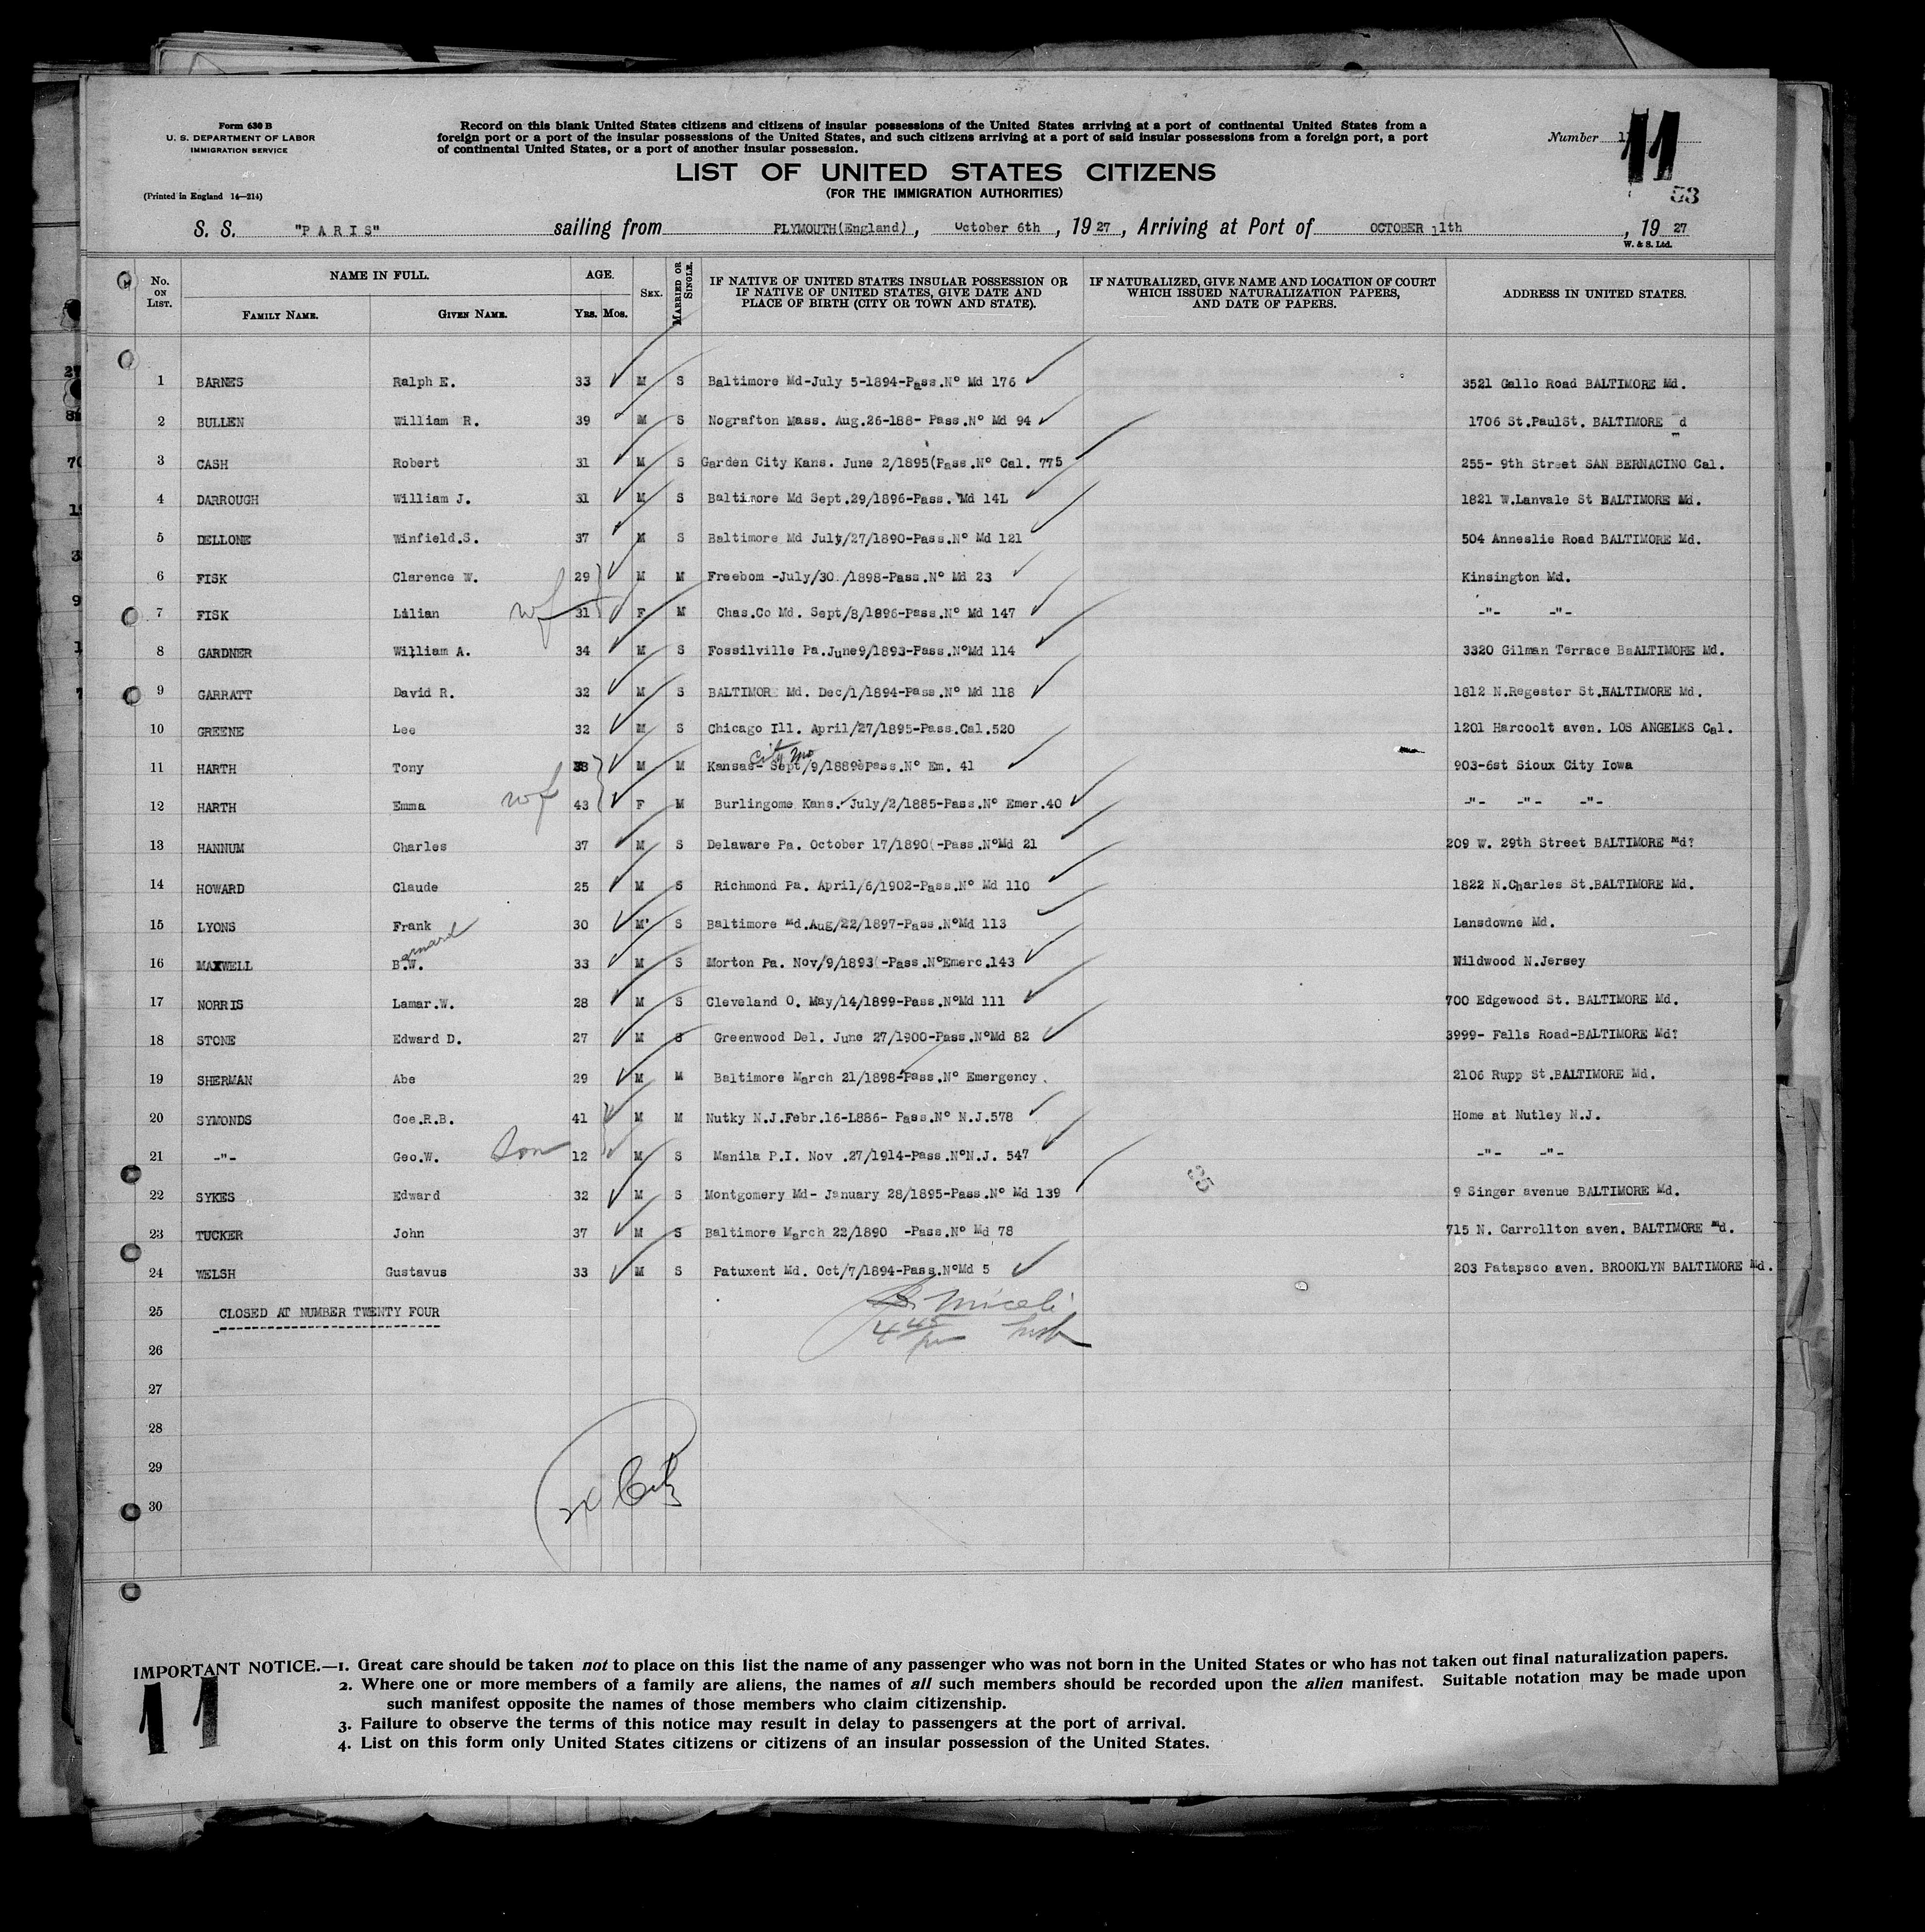 Form 630 B
U. S. DEPARTMENT OF LABOR
IMMIGRATION SERVICE
(Printed in England 14—214)
Record on this blank United States citizens and citizens of insular possessions of the United States arriving at a port of continental United States from a
foreign port or a port of the insular possessions of the United States, and such citizens arriving at a port of said insular possessions from a foreign port, a port
of continental United States, or a port of another insular possession.
Number 11
53
LIST OF UNITED STATES CITIZENS
(FOR THE IMMIGRATION AUTHORITIES)
S. S. "PARIS" sailing from PLYMOUTH(England), October 6th, 1927, Arriving at Port of OCTOBER 11th, 1927
W. & S. Ltd.
No. ON LIST. NAME IN FULL. FAMILY NAME. GIVEN NAME. AGE. YRS. MOS. SEX. MARRIED OR SINGLE. IF NATIVE OF UNITED STATES INSULAR POSSESSION OR IF NATIVE OF UNITED STATES, GIVE DATE AND PLACE OF BIRTH (CITY OR TOWN AND STATE). IF NATURALIZED, GIVE NAME AND LOCATION OF COURT WHICH ISSUED NATURALIZATION PAPERS, AND DATE OF PAPERS. ADDRESS IN UNITED STATES.
1 BARNES Ralph E. 33 M S Baltimore Md-July 5-1894-Pass.Nº Md 176 3521 Gallo Road BALTIMORE Md.
2 BULLEN William R. 39 M S Nografton Mass. Aug.26-188- Pass.Nº Md 94 1706 St.PaulSt. BALTIMORE d
3 CASH Robert 31 M S Garden City Kans. June 2/1895(Pass.Nº Cal. 775 255- 9th Street SAN BERNACINO Cal.
4 DARROUGH William J. 31 M S Baltimore Md Sept.29/1896-Pass. Md 14L 1821 W.Lanvale St BALTIMORE Md.
5 DELLONE Winfield.S. 37 M S Baltimore Md July/27/1890-Pass.Nº Md 121 504 Anneslie Road BALTIMORE Md.
6 FISK Clarence W. 29 M M Freebom -July/30./1898-Pass.Nº Md 23 Kinsington Md.
7 FISK Lilian wf 31 F M Chas.Co Md. Sept/8/1896-Pass.Nº Md 147 -"- -"-
8 GARDNER William A. 34 M S Fossilville Pa.June9/1893-Pass.NºMd 114 3320 Gilman Terrace BaALTIMORE Md.
9 GARRATT David R. 32 M S BALTIMORE Md. Dec/1/1894-Pass.Nº Md 118 1812 N.Regester St.BALTIMORE Md.
10 GREENE Lee 32 M S Chicago Ill. April/27/1895-Pass.Cal.520 1201 Harcoolt aven. LOS ANGELES Cal.
City Mo
11 HARTH Tony 38 M M Kansas- Sept/9/1889ePass.Nº Em. 41 903-6st Sioux City Iowa
12 HARTH Emma wf 43 F M Burlingome Kans. July/2/1885-Pass.Nº Emer.40 -"- -"- -"-
13 HANNUM Charles 37 M S Delaware Pa. October 17/1890(-Pass.NºMd 21 209 W. 29th Street BALTIMORE Md?
14 HOWARD Claude 25 M S Richmond Pa. April/6/1902-Pass.Nº Md 110 1822 N.Charles St.BALTIMORE Md.
15 LYONS Frank 30 M S Baltimore Md.Aug/22/1897-Pass.NºMd 113 Lansdowne Md.
ernard
16 MAXWELL B.W. 33 M S Morton Pa. Nov/9/1893(-Pass.NºEmerc.143 Wildwood N.Jersey
17 NORRIS Lamar.W. 28 M S Cleveland O. May/14/1899-Pass.NºMd 111 700 Edgewood St. BALTIMORE Md.
18 STONE Edward D. 27 M S Greenwood Del. June 27/1900-Pass.NºMd 82 3999- Falls Road-BALTIMORE Md?
19 SHERMAN Abe 29 M M Baltimore March 21/1898-Pass.Nº Emergency. 2106 Rupp St.BALTIMORE Md.
20 SYMONDS Goe.R.B. 41 M M Nutky N.J.Febr.16-L886- Pass.Nº N.J.578 Home at Nutley N.J.
21 -"- Geo.W. Son 12 M S Manila P.I. Nov .27/1914-Pass.NºN.J. 547 -"- -"-
22 SYKES Edward 32 M S Montgomery Md- January 28/1895-Pass.Nº Md 139 9 Singer avenue BALTIMORE Md.
35
23 TUCKER John 37 M S Baltimore March 22/1890 -Pass.Nº Md 78 715 N. Carrollton aven. BALTIMORE Md.
24 WELSH Gustavus 33 M S Patuxent Md. Oct/7/1894-Pass.NºMd 5 203 Patapsco aven. BROOKLYN BALTIMORE Md.
25 CLOSED AT NUMBER TWENTY FOUR
Miceli
4 45
26
27
28
29
30
IMPORTANT NOTICE.—1. Great care should be taken not to place on this list the name of any passenger who was not born in the United States or who has not taken out final naturalization papers.
2. Where one or more members of a family are aliens, the names of all such members should be recorded upon the alien manifest. Suitable notation may be made upon
such manifest opposite the names of those members who claim citizenship.
3. Failure to observe the terms of this notice may result in delay to passengers at the port of arrival.
4. List on this form only United States citizens or citizens of an insular possession of the United States.
11